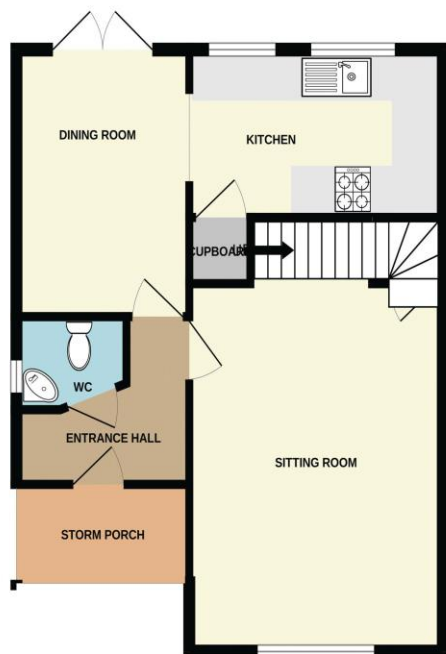 DINING ROOM
KITCHEN
CUPBOARD
WC
ENTRANCE HALL
SITTING ROOM
STORM PORCH